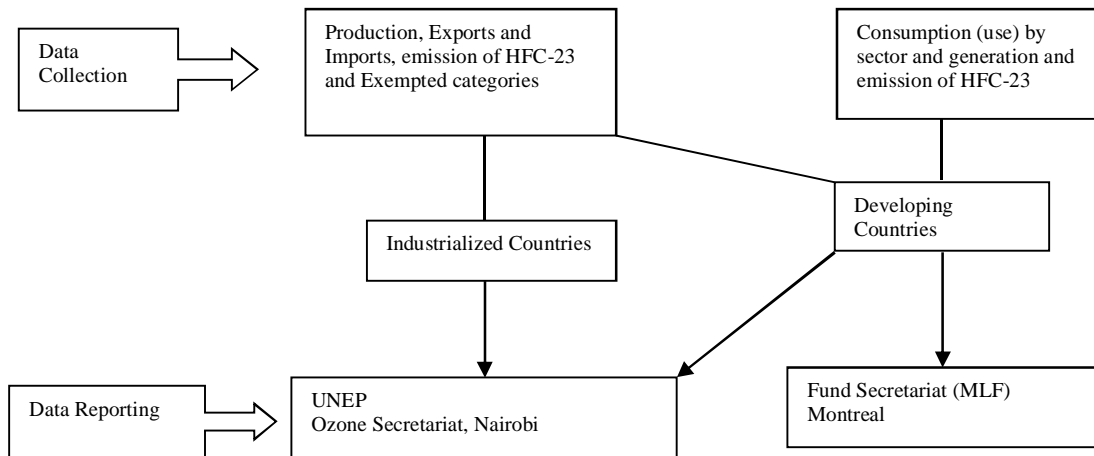 Data
Collection
Production, Exports and
Imports, emission of HFC-23
and Exempted categories
Consumption (use) by
sector and generation and
emission of HFC-23
Industrialized Countries
Developing
Countries
Data Reporting
UNEP
Ozone Secretariat, Nairobi
Fund Secretariat (MLF)
Montreal